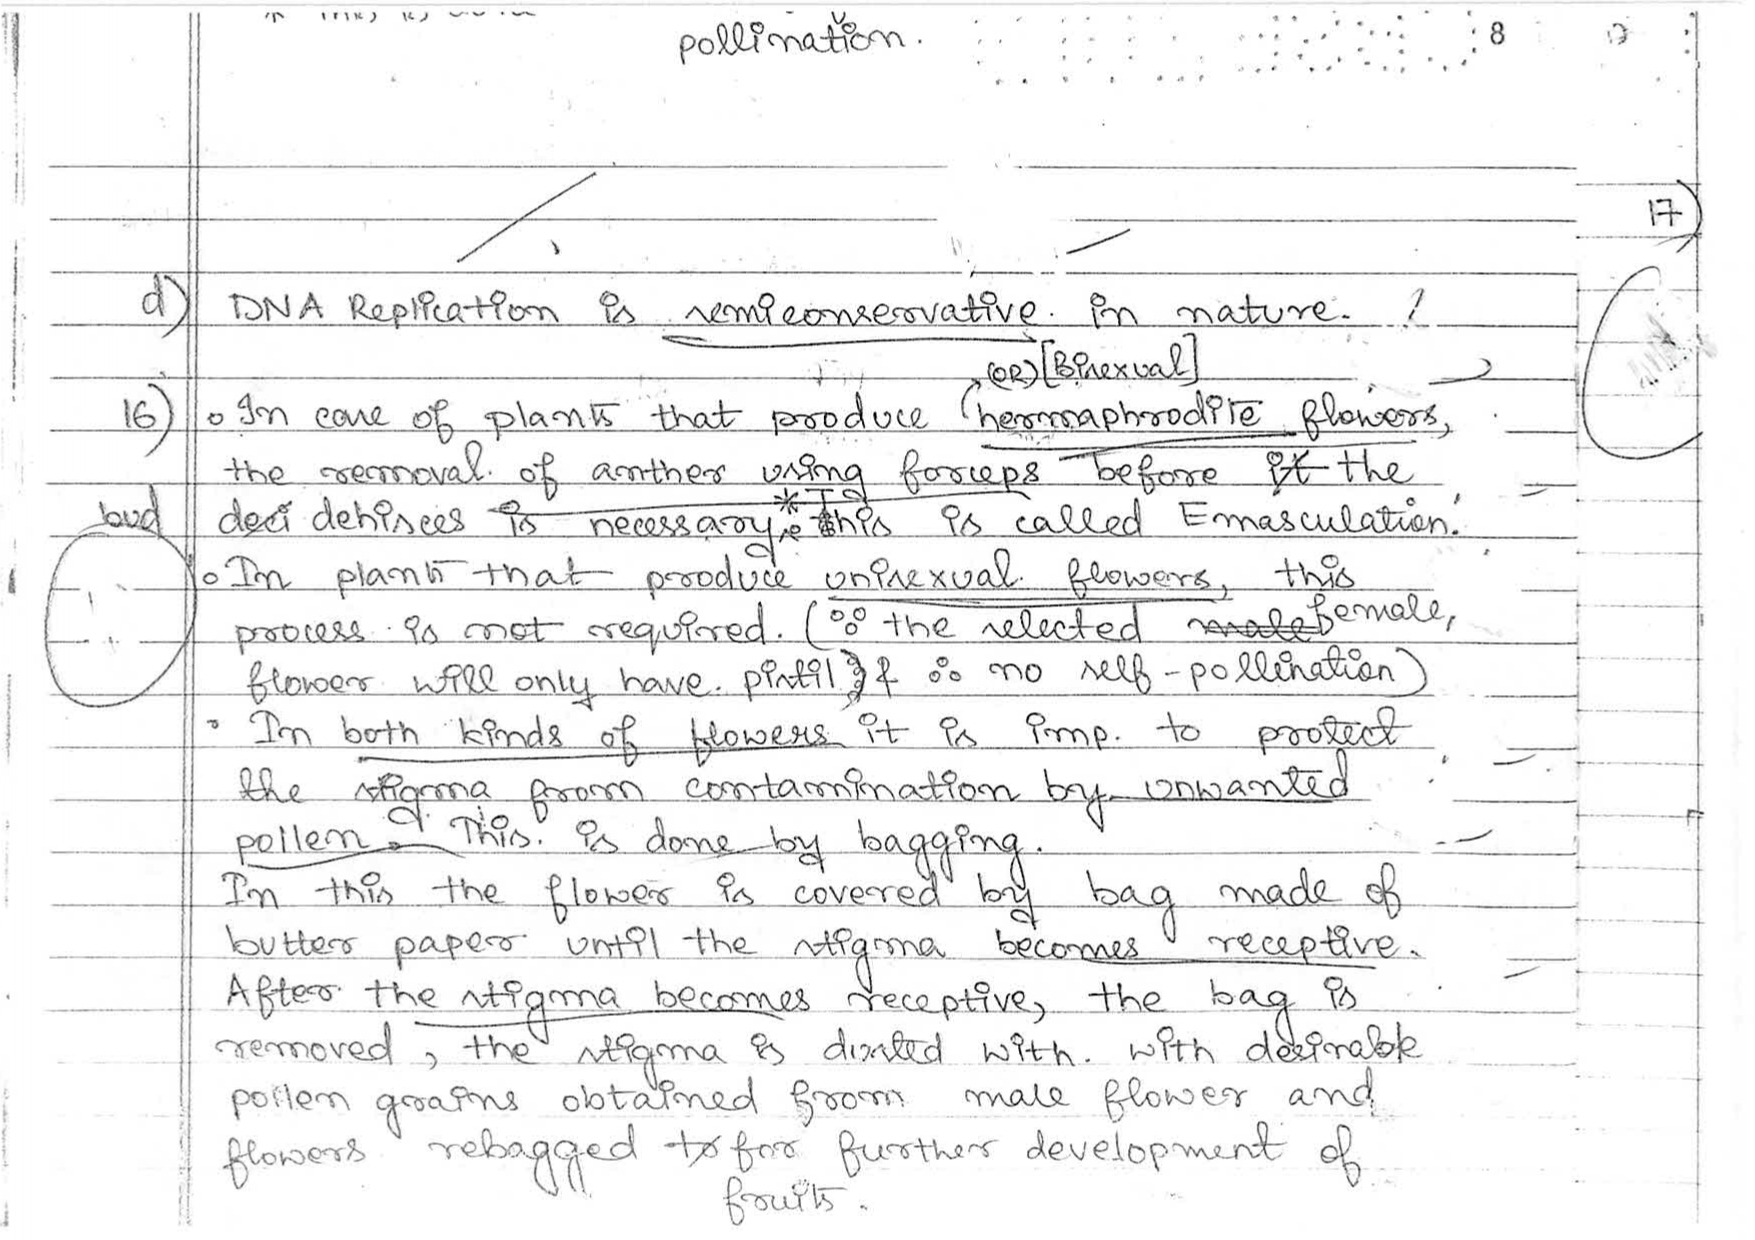 pollination.
8
17)
d) DNA Replication is semiconservative. in nature.
(OR) [Bisexual]
16) • In case of plants that produce (hermaphrodite flowers,
the removal of anther using forceps before it the
bud deci dehisces is necessary. * This is called Emasculation.
• In plants that produce unisexual flowers, this
process is not required. (∵ the selected male female,
flower will only have pistil} & ∴ no self-pollination)
• In both kinds of flowers it is imp. to protect
the stigma from contamination by unwanted
pollen. This is done by bagging.
In this the flower is covered by bag made of
butter paper until the stigma becomes receptive.
After the stigma becomes receptive, the bag is
removed, the stigma is dusted with. with desirable
pollen grains obtained from male flower and
flowers rebagged to for further development of
fruits.